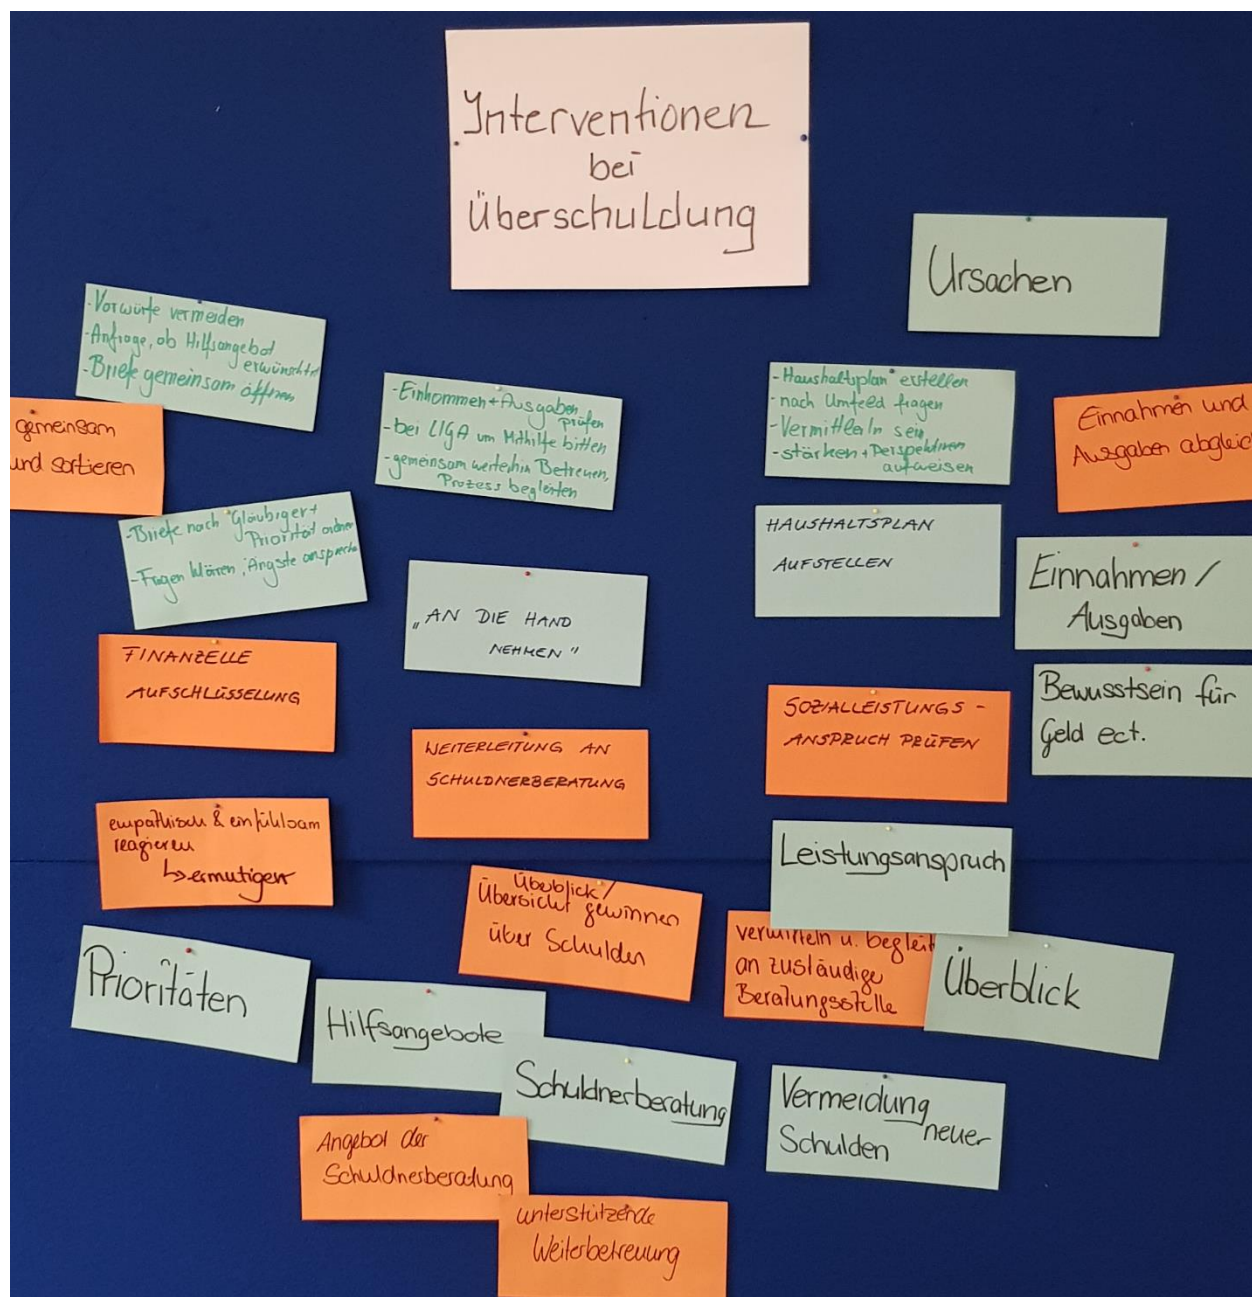 Interventionen
bei
Überschuldung
Ursachen
-Vorwürfe vermeiden
-Anfrage, ob Hilfsangebot
erwünscht
-Briefe gemeinsam öffnen
gemeinsam
und sortieren
-Einkommen+Ausgaben
prüfen
-bei LIGA um Mithilfe bitten
-gemeinsam weiterhin Betreuen,
Prozess begleiten
-Haushaltsplan erstellen
-nach Umfeld fragen
-VermittlerIn sein
-stärken + Perspektiven
aufweisen
Einnahmen und
Ausgaben abgleic
-Briefe nach Gläubiger+
Priorität ordnen
-Fragen klären, Ängste anspreche
HAUSHALTSPLAN
AUFSTELLEN
Einnahmen /
Ausgaben
„AN DIE HAND
NEHMEN"
FINANZELLE
AUFSCHLÜSSELUNG
Bewusstsein für
Geld ect.
SOZIALLEISTUNGS-
ANSPRUCH PRÜFEN
WEITERLEITUNG AN
SCHULDNERBERATUNG
empathisch & einfühlsam
reagieren
↳ ermutigen
Leistungsanspruch
Überblick /
Übersicht gewinnen
über Schulden
vermitteln u. begleit
an zuständige
Beratungsstelle
Überblick
Prioritäten
Hilfsangebote
Schuldnerberatung
Vermeidung
neuer
Schulden
Angebot der
Schuldnerberatung
unterstützende
Weiterbetreuung